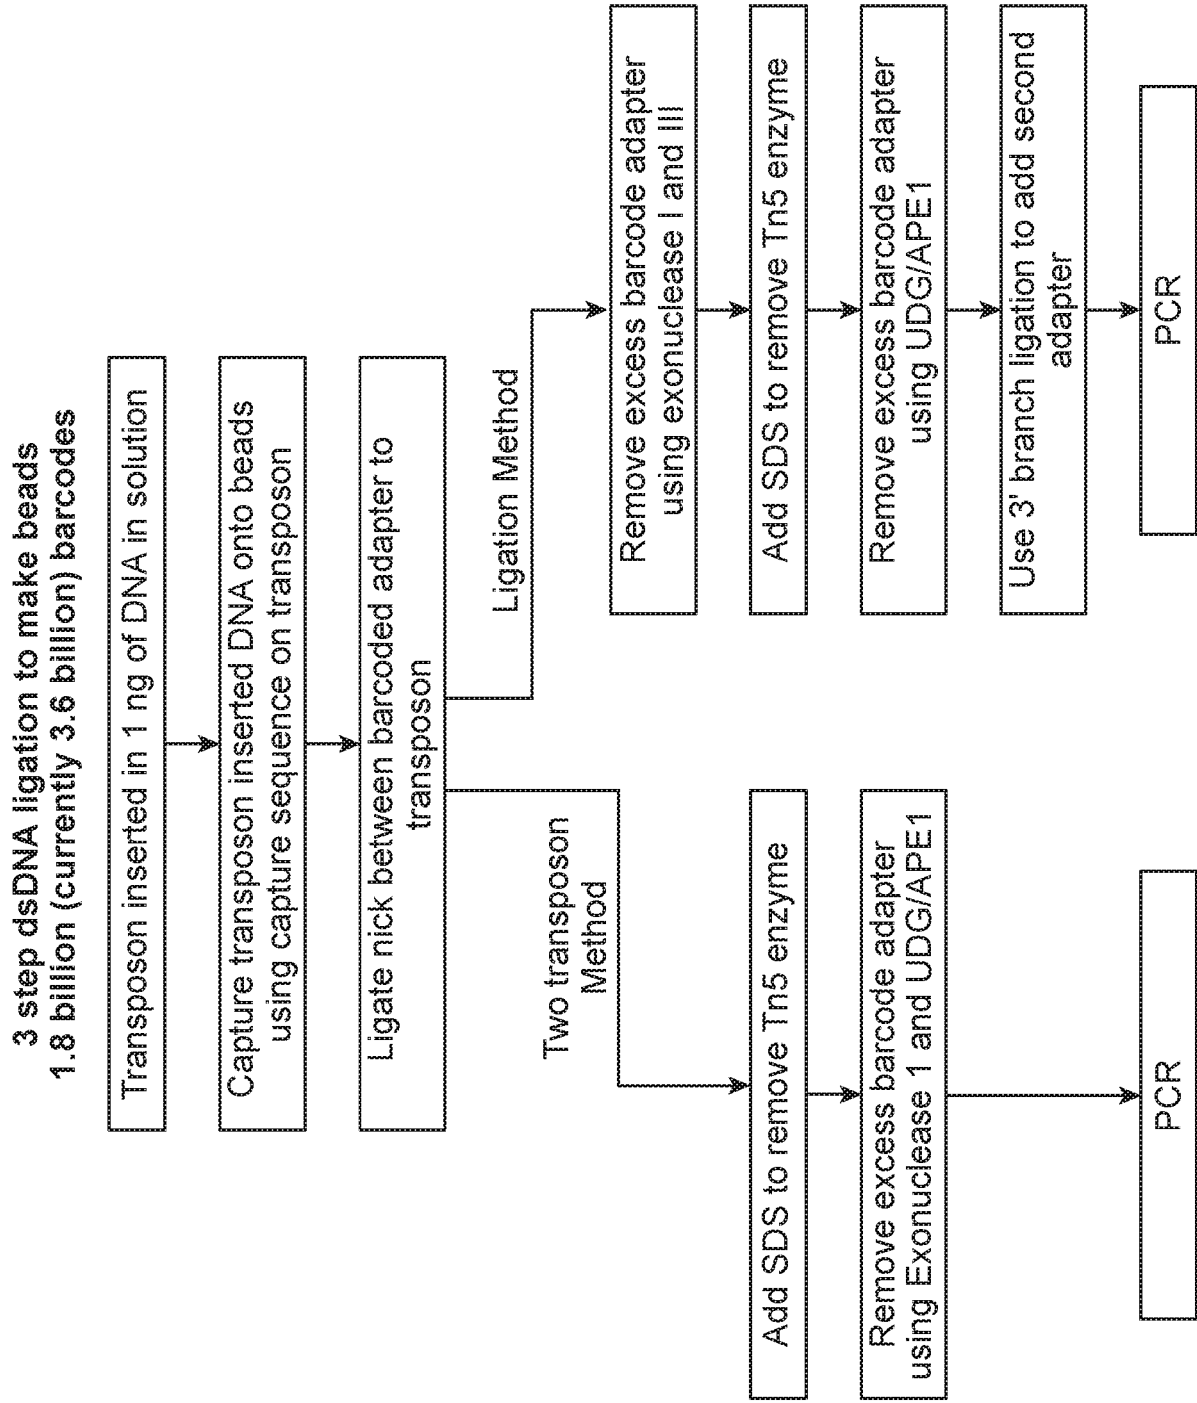 3 step dsDNA ligation to make beads
1.8 billion (currently 3.6 billion) barcodes
Transposon inserted in 1 ng of DNA in solution
Capture transposon inserted DNA onto beads
using capture sequence on transposon
Ligate nick between barcoded adapter to
transposon
Two transposon
Method
Add SDS to remove Tn5 enzyme
Remove excess barcode adapter
using Exonuclease 1 and UDG/APE1
PCR
Ligation Method
Remove excess barcode adapter
using exonuclease I and III
Add SDS to remove Tn5 enzyme
Remove excess barcode adapter
using UDG/APE1
Use 3' branch ligation to add second
adapter
PCR